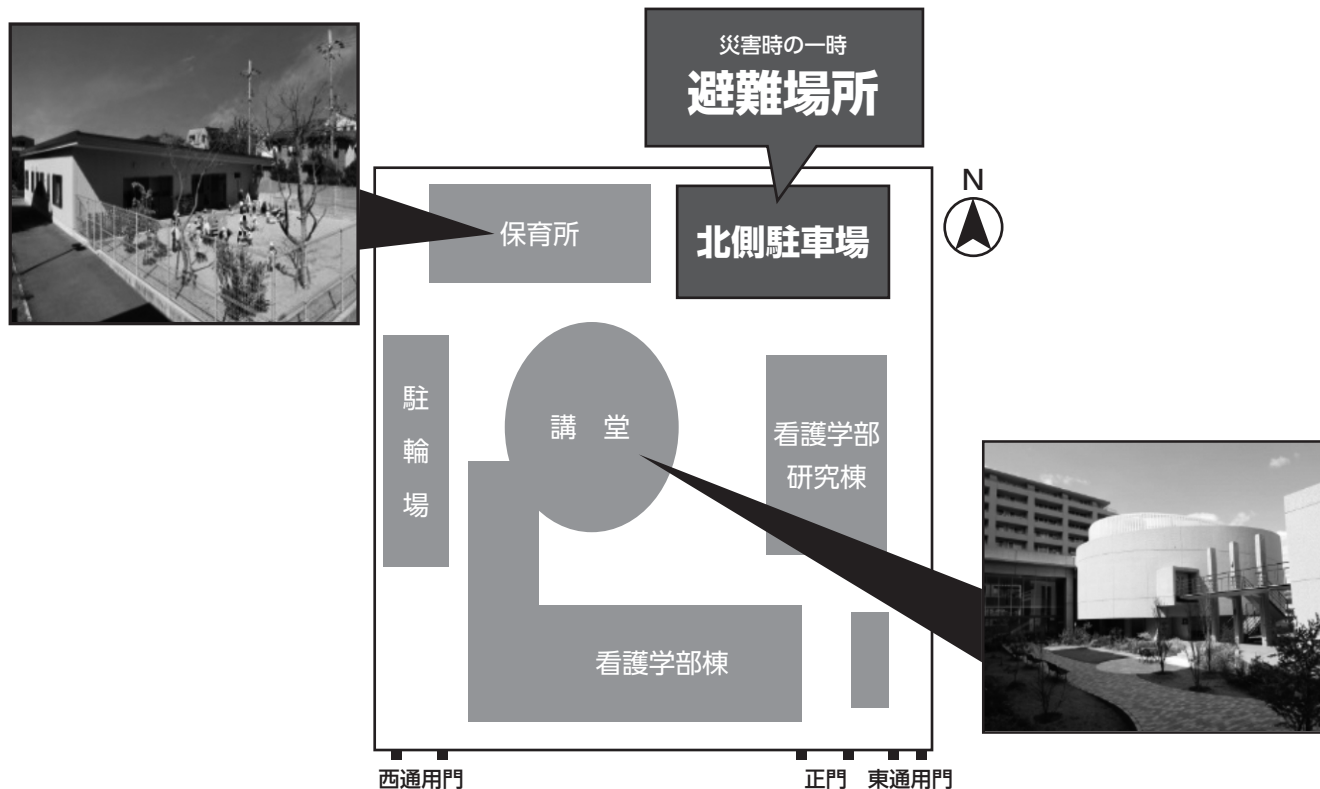 災害時の一時
避難場所
N
保育所
北側駐車場
駐輪場
講 堂
看護学部
研究棟
看護学部棟
西通用門
正門
東通用門